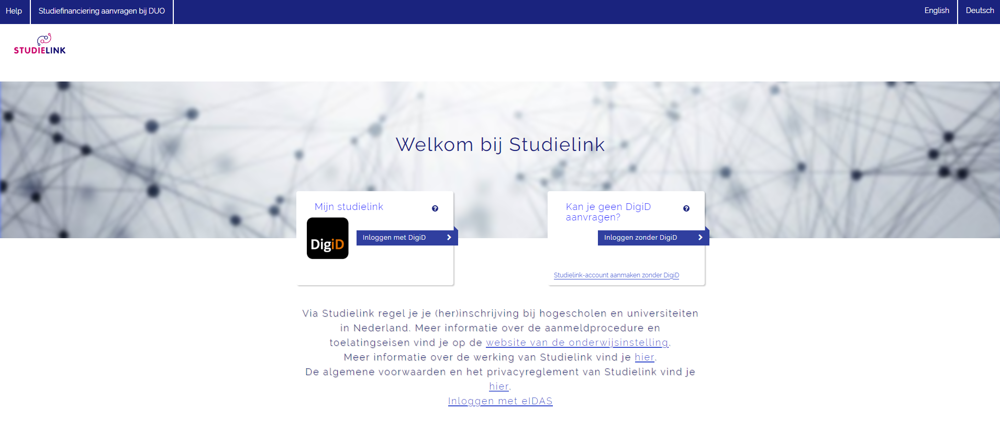 Help
Studiefinanciering aanvragen bij DUO
English
Deutsch
STUDIELINK
Welkom bij Studielink
Mijn studielink
DigiD
Inloggen met DigiD
Kan je geen DigiD
aanvragen?
Inloggen zonder DigiD
Studielink-account aanmaken zonder DigiD
Via Studielink regel je je (her)inschrijving bij hogescholen en universiteiten
in Nederland. Meer informatie over de aanmeldprocedure en
toelatingseisen vind je op de website van de onderwijsinstelling.
Meer informatie over de werking van Studielink vind je hier.
De algemene voorwaarden en het privacyreglement van Studielink vind je
hier.
Inloggen met eIDAS